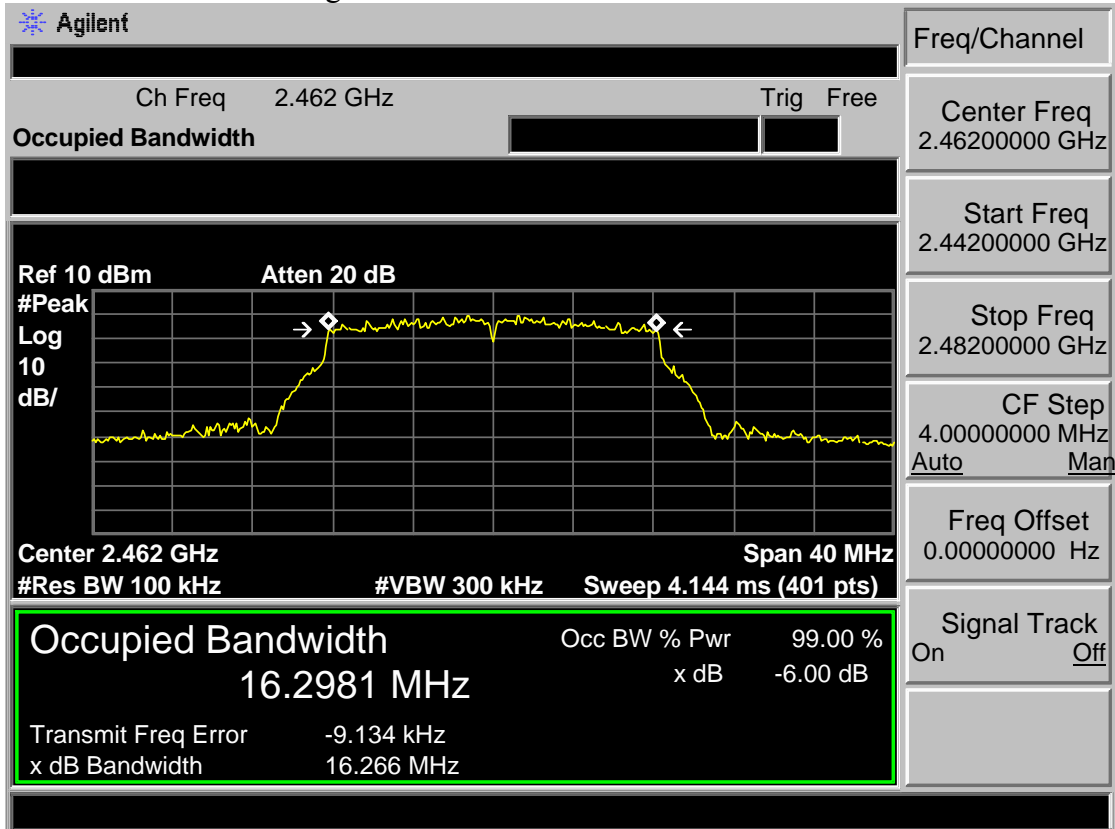 Agilent
Freq/Channel
Ch Freq 2.462 GHz Trig Free
Occupied Bandwidth
Center Freq
2.46200000 GHz
Start Freq
2.44200000 GHz
Ref 10 dBm Atten 20 dB
#Peak
Log
10
dB/
Stop Freq
2.48200000 GHz
CF Step
4.00000000 MHz
Auto Man
Freq Offset
0.00000000 Hz
Center 2.462 GHz Span 40 MHz
#Res BW 100 kHz #VBW 300 kHz Sweep 4.144 ms (401 pts)
Signal Track
On Off
Occupied Bandwidth Occ BW % Pwr 99.00 %
16.2981 MHz x dB -6.00 dB
Transmit Freq Error -9.134 kHz
x dB Bandwidth 16.266 MHz